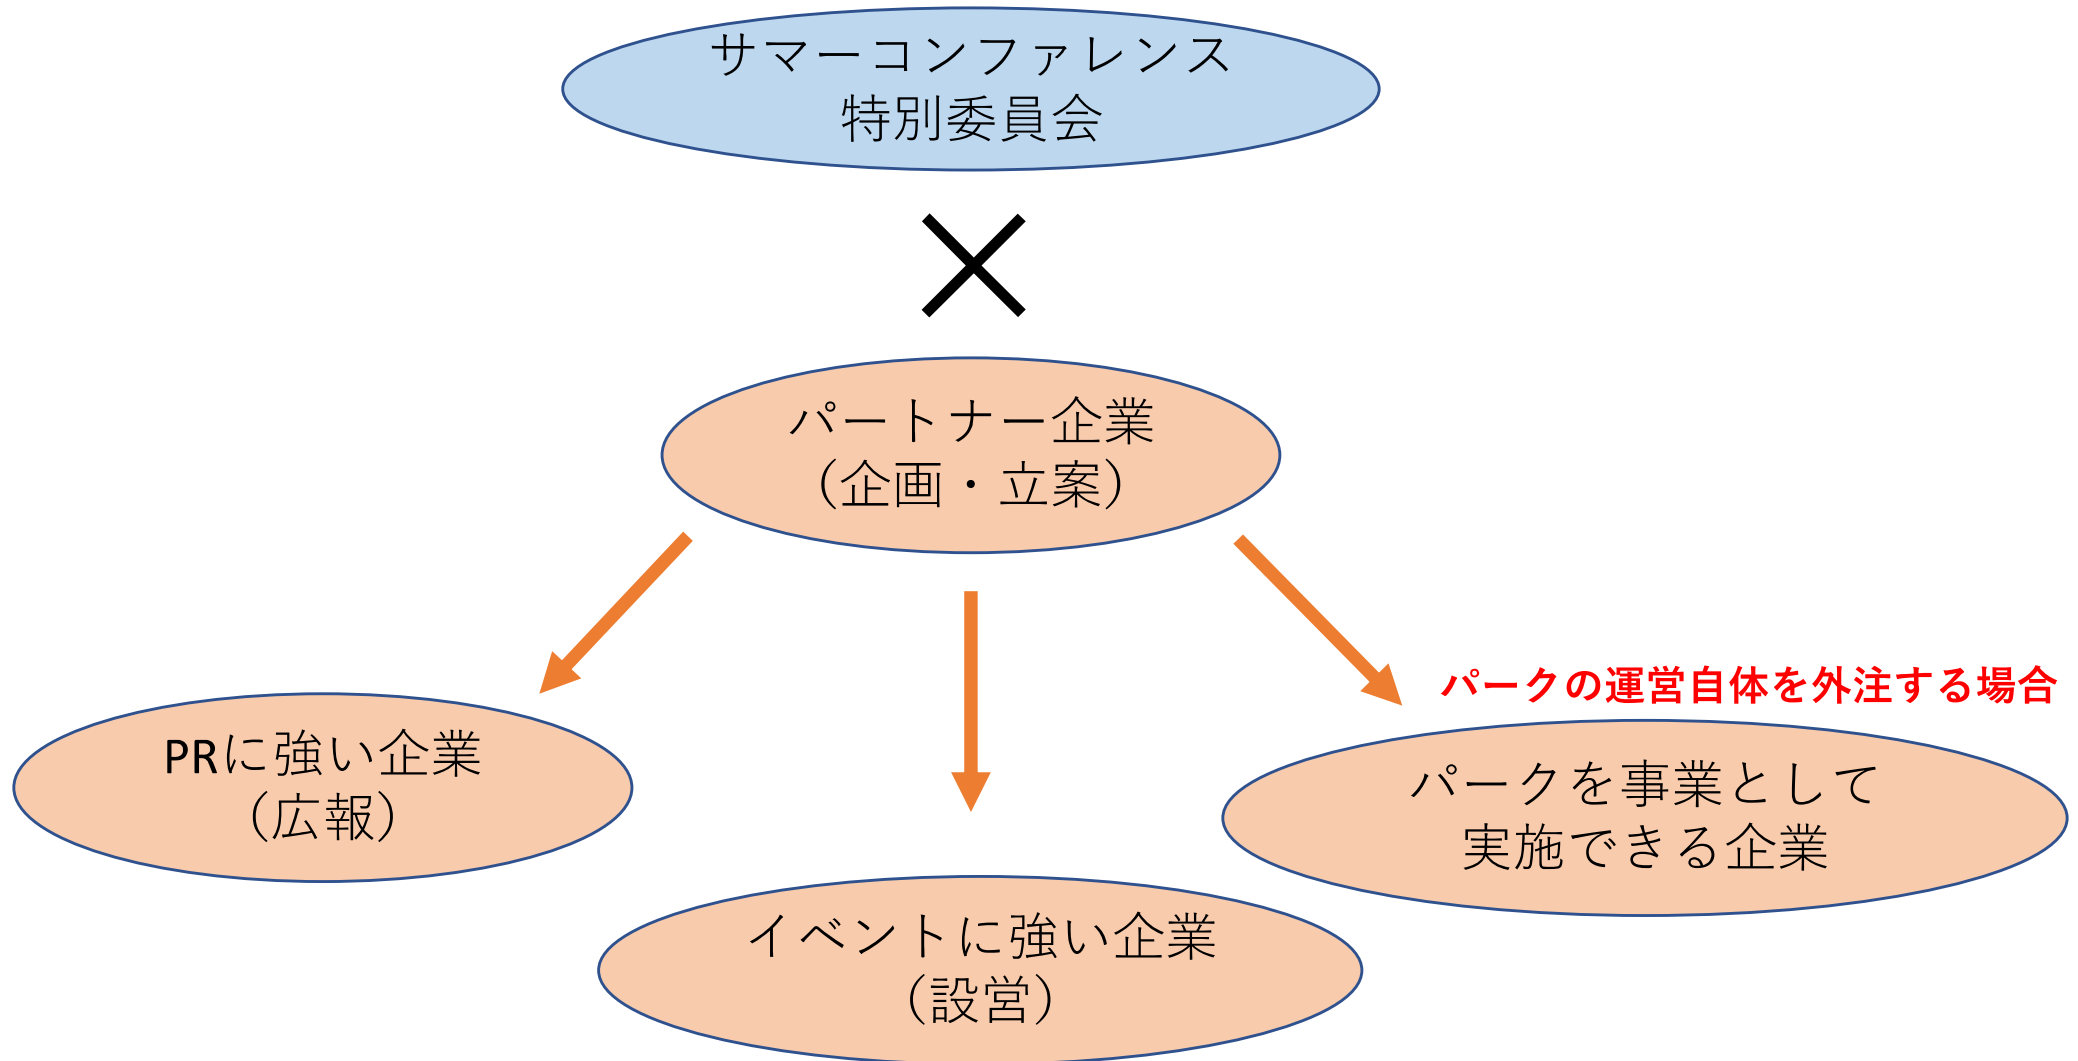 サマーコンファレンス
特別委員会
パートナー企業
（企画・立案）
PRに強い企業
（広報）
イベントに強い企業
（設営）
パークの運営自体を外注する場合
パークを事業として
実施できる企業